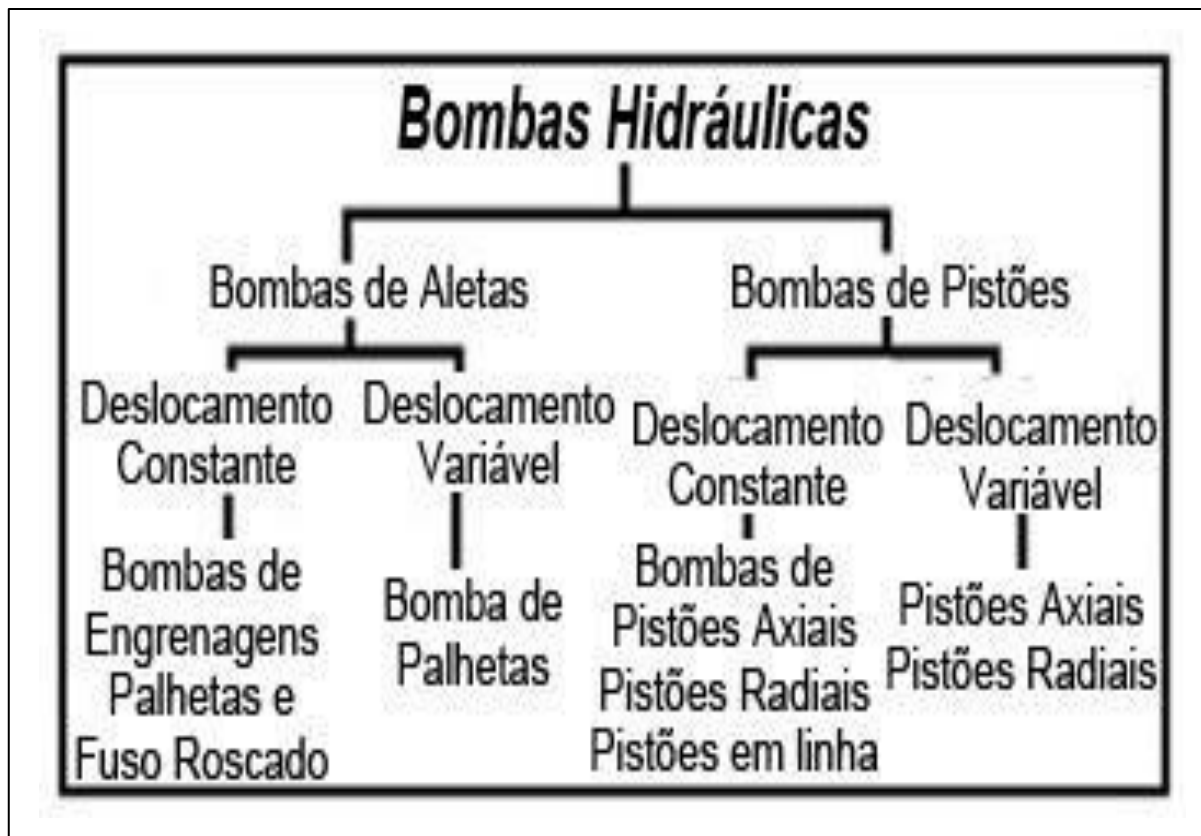 Bombas Hidráulicas
Bombas de Aletas
Bombas de Pistões
Deslocamento
Constante
Deslocamento
Variável
Deslocamento
Constante
Deslocamento
Variável
Bombas de
Engrenagens
Palhetas e
Fuso Roscado
Bomba de
Palhetas
Bombas de
Pistões Axiais
Pistões Radiais
Pistões em linha
Pistões Axiais
Pistões Radiais